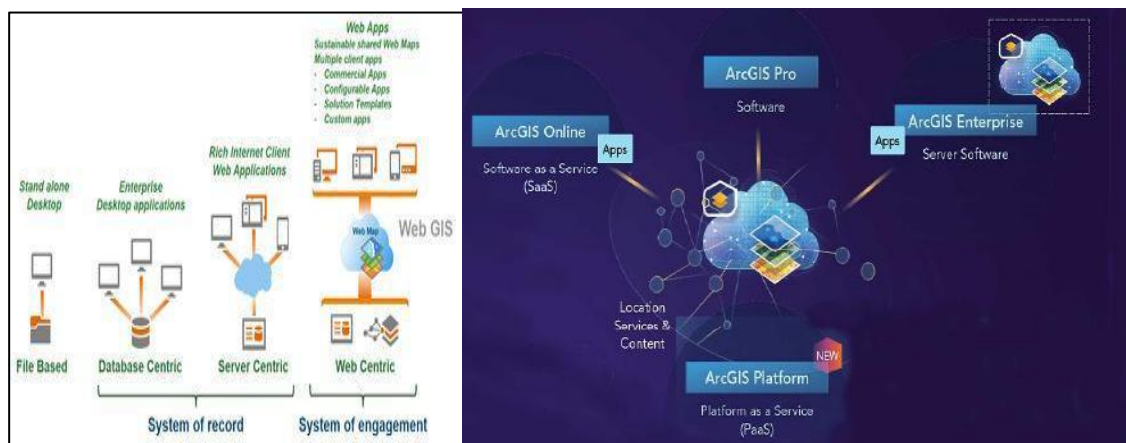 Web Apps
Sustainable shared Web Maps
Multiple client apps
- Commercial Apps
- Configurable Apps
- Solution Templates
- Custom apps
Rich Internet Client
Web Applications
Stand alone
Desktop
Enterprise
Desktop applications
Web GIS
Web Map
File Based
Database Centric
Server Centric
Web Centric
System of record
System of engagement
ArcGIS Pro
Software
ArcGIS Online
Apps
Software as a Service
(SaaS)
ArcGIS Enterprise
Apps
Server Software
Location
Services &
Content
NEW
ArcGIS Platform
Platform as a Service
(PaaS)